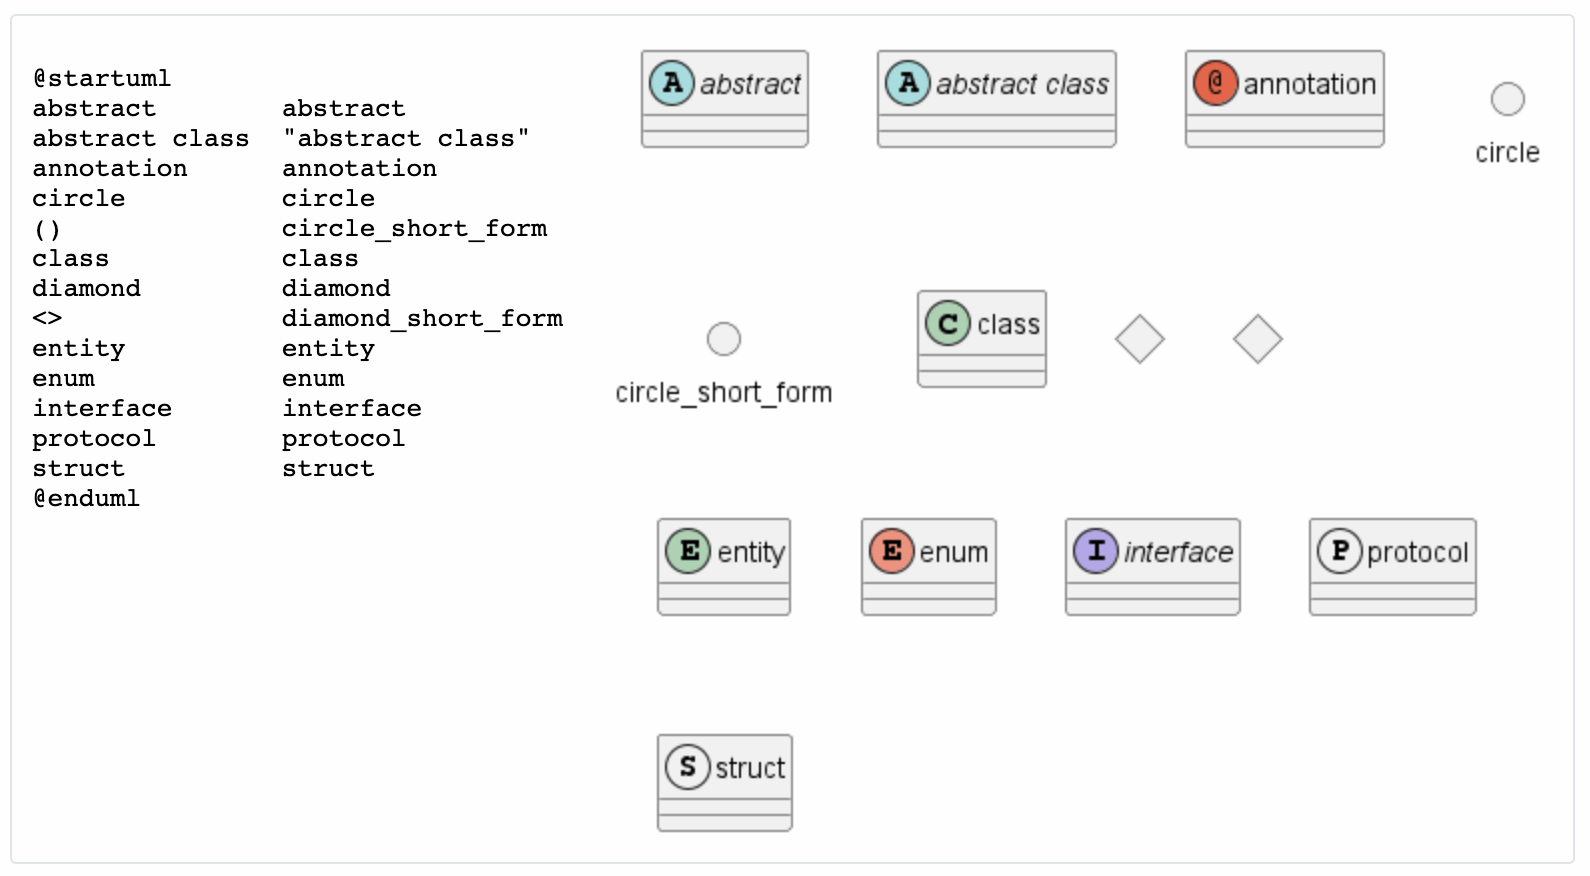 @startuml
abstract          abstract
abstract class  "abstract class"
annotation        annotation
circle            circle
()                circle_short_form
class             class
diamond           diamond
<>                diamond_short_form
entity            entity
enum              enum
interface         interface
protocol          protocol
struct            struct
@enduml
A abstract
A abstract class
@ annotation
circle
circle_short_form
C class
E entity
E enum
I interface
P protocol
S struct